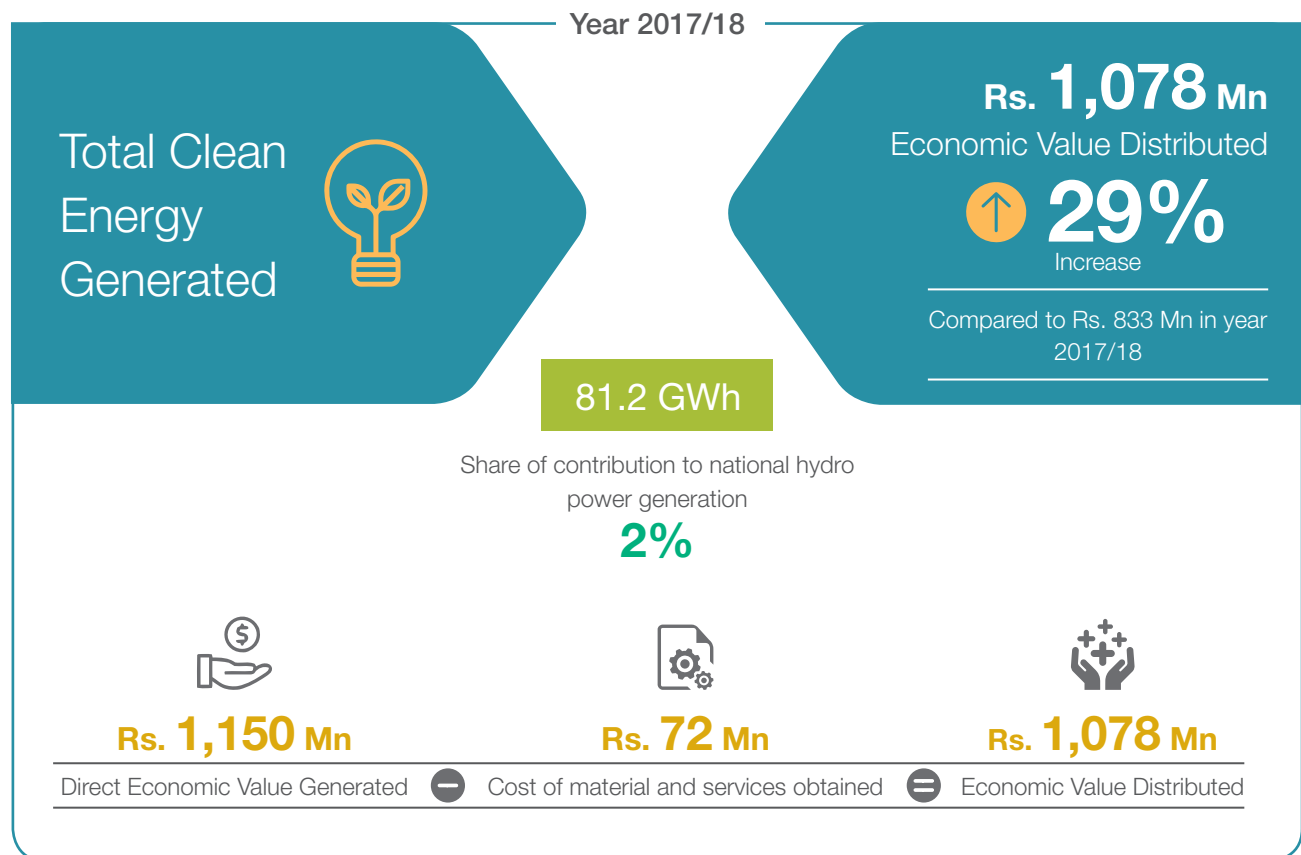 Year 2017/18
Total Clean
Energy
Generated
Rs. 1,078 Mn
Economic Value Distributed
29%
Increase
Compared to Rs. 833 Mn in year
2017/18
81.2 GWh
Share of contribution to national hydro
power generation
2%
$
Rs. 1,150 Mn
Rs. 72 Mn
Rs. 1,078 Mn
Direct Economic Value Generated − Cost of material and services obtained = Economic Value Distributed